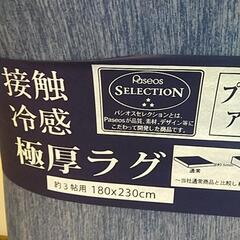 Paseos
SELECTION
パシオスセレクションとは、
Paseosが品質、素材、デザイン等に
こだわって開発した商品です。
プ
ア
接触
冷感
極厚ラグ
約3帖用 180x230cm
通常
～当社通常商品と比較し